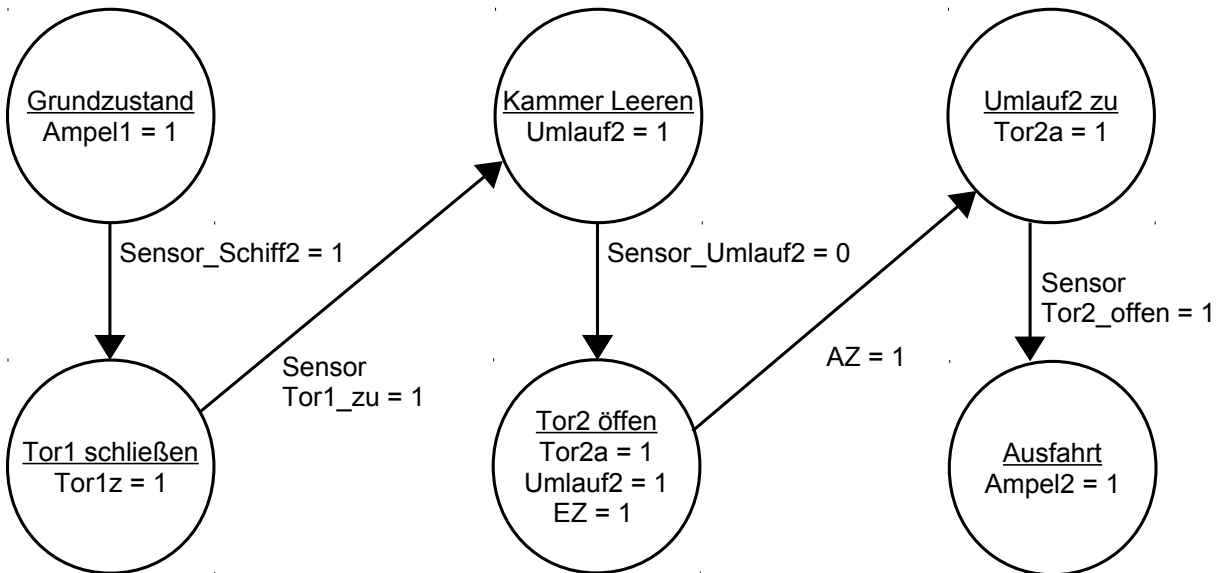 Grundzustand
Ampel1 = 1
Kammer Leeren
Umlauf2 = 1
Umlauf2 zu
Tor2a = 1
Sensor_Schiff2 = 1
Sensor_Umlauf2 = 0
Sensor
Tor2_offen = 1
Sensor
Tor1_zu = 1
AZ = 1
Tor1 schließen
Tor1z = 1
Tor2 öffen
Tor2a = 1
Umlauf2 = 1
EZ = 1
Ausfahrt
Ampel2 = 1